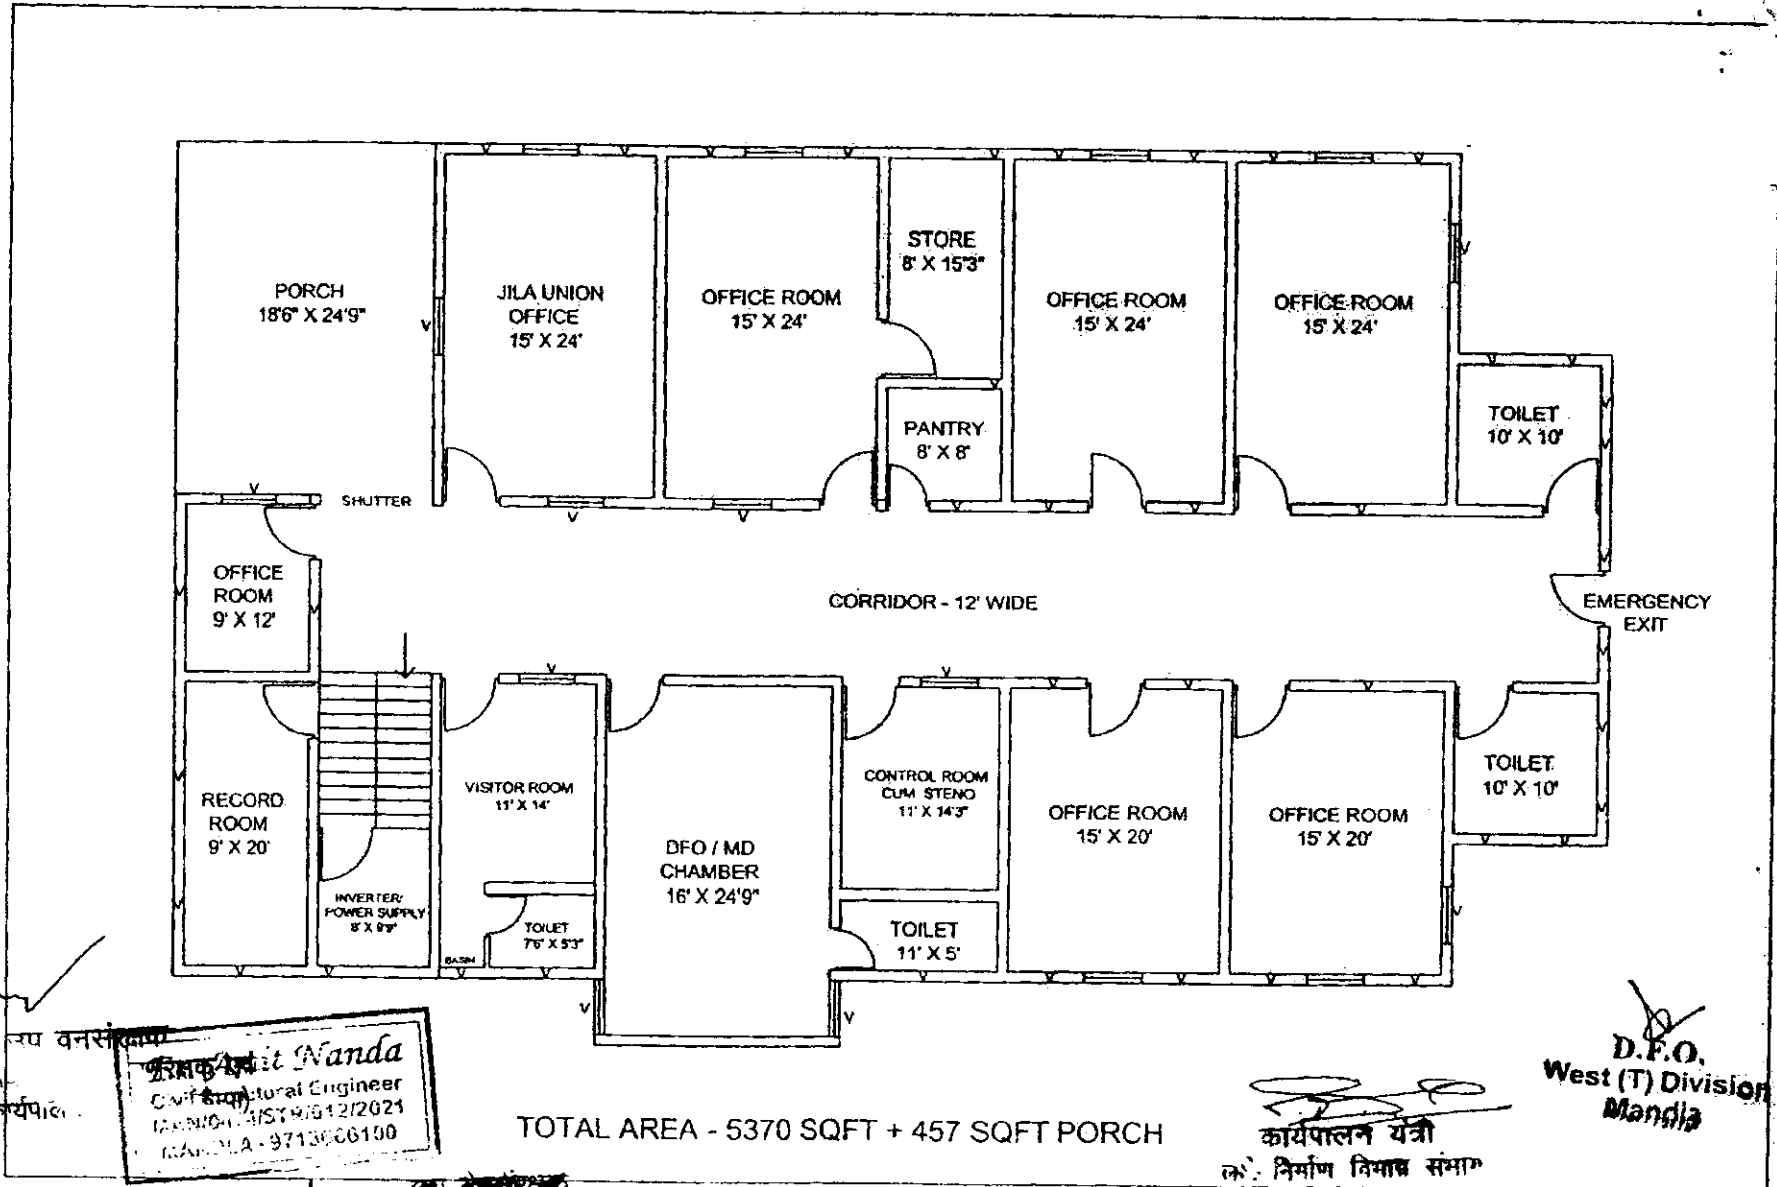 PORCH
18'6" X 24'9"
JILA UNION
OFFICE
15' X 24'
OFFICE ROOM
15' X 24'
STORE
8' X 15'3"
OFFICE ROOM
15' X 24'
OFFICE ROOM
15' X 24'
PANTRY
8' X 8'
TOILET
10' X 10'
SHUTTER
OFFICE
ROOM
9' X 12'
CORRIDOR - 12' WIDE
EMERGENCY
EXIT
RECORD
ROOM
9' X 20'
INVERTER/
POWER SUPPLY
8' X 9'9"
VISITOR ROOM
11' X 14'
BASIN
TOILET
7'6" X 5'3"
DFO / MD
CHAMBER
16' X 24'9"
CONTROL ROOM
CUM STENO
11' X 14'3"
TOILET
11' X 5'
OFFICE ROOM
15' X 20'
OFFICE ROOM
15' X 20'
TOILET
10' X 10'
Nanda
Engineer
9713066100
TOTAL AREA - 5370 SQFT + 457 SQFT PORCH
कार्यपालन यंत्री
निर्माण विभाग संभाग
D.F.O.
West (T) Division
Mandla